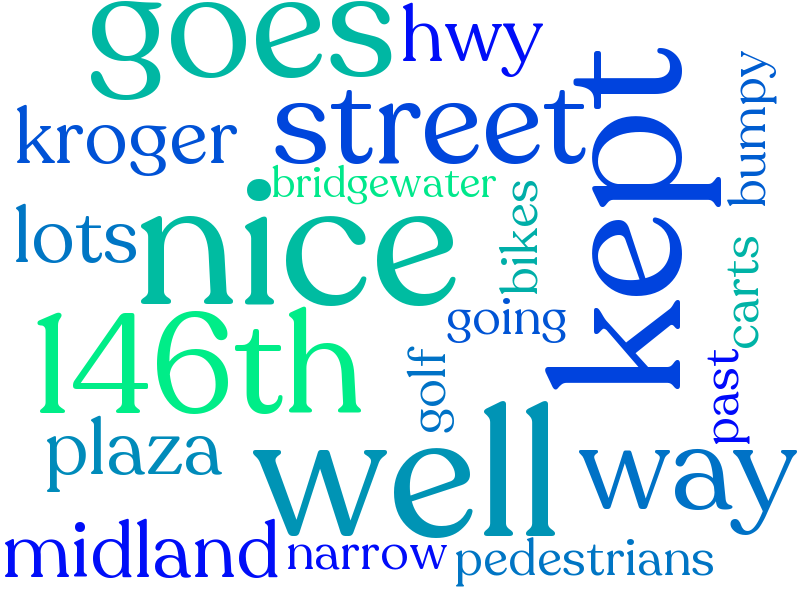 goes
hwy
kept
bumpy
kroger
street
bridgewater
lots
nice
bikes
carts
going
146th
golf
past
plaza
well
way
midland
narrow
pedestrians